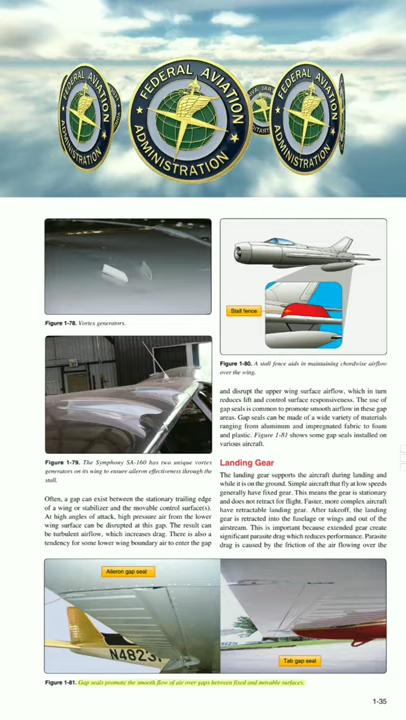 FEDERAL AVIATION
ADMINISTRATION
FEDERAL AVIATION
ADMINISTRATION
FEDERAL AVIATION
ADMINISTRATION
Figure 1-78. Vortex generators.
Figure 1-79. The Symphony SA-160 has two unique vortex
generators on its wing to ensure aileron effectiveness through the
stall.
Often, a gap can exist between the stationary trailing edge
of a wing or stabilizer and the movable control surface(s).
At high angles of attack, high pressure air from the lower
wing surface can be disrupted at this gap. The result can
be turbulent airflow, which increases drag. There is also a
tendency for some lower wing boundary air to enter the gap
Stall fence
Figure 1-80. A stall fence aids in maintaining chordwise airflow
over the wing.
and disrupt the upper wing surface airflow, which in turn
reduces lift and control surface responsiveness. The use of
gap seals is common to promote smooth airflow in these gap
areas. Gap seals can be made of a wide variety of materials
ranging from aluminum and impregnated fabric to foam
and plastic. Figure 1-81 shows some gap seals installed on
various aircraft.
Landing Gear
The landing gear supports the aircraft during landing and
while it is on the ground. Simple aircraft that fly at low speeds
generally have fixed gear. This means the gear is stationary
and does not retract for flight. Faster, more complex aircraft
have retractable landing gear. After takeoff, the landing
gear is retracted into the fuselage or wings and out of the
airstream. This is important because extended gear create
significant parasite drag which reduces performance. Parasite
drag is caused by the friction of the air flowing over the
Aileron gap seal
Tab gap seal
Figure 1-81. Gap seals promote the smooth flow of air over gaps between fixed and movable surfaces.
1-35